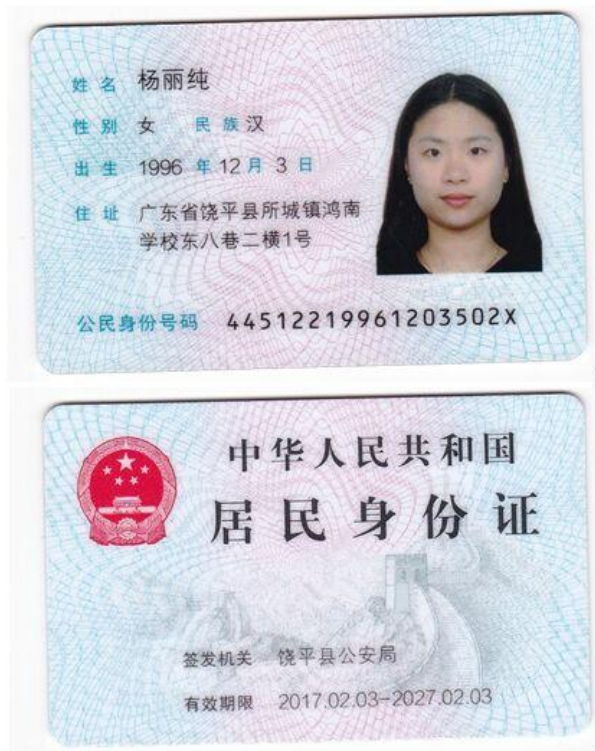 姓名 杨丽纯
性别 女 民族 汉
出生 1996 年 12 月 3 日
住址 广东省饶平县所城镇鸿南
学校东八巷二横1号
公民身份号码 44512219961203502X
中华人民共和国
居民身份证
签发机关 饶平县公安局
有效期限 2017.02.03-2027.02.03